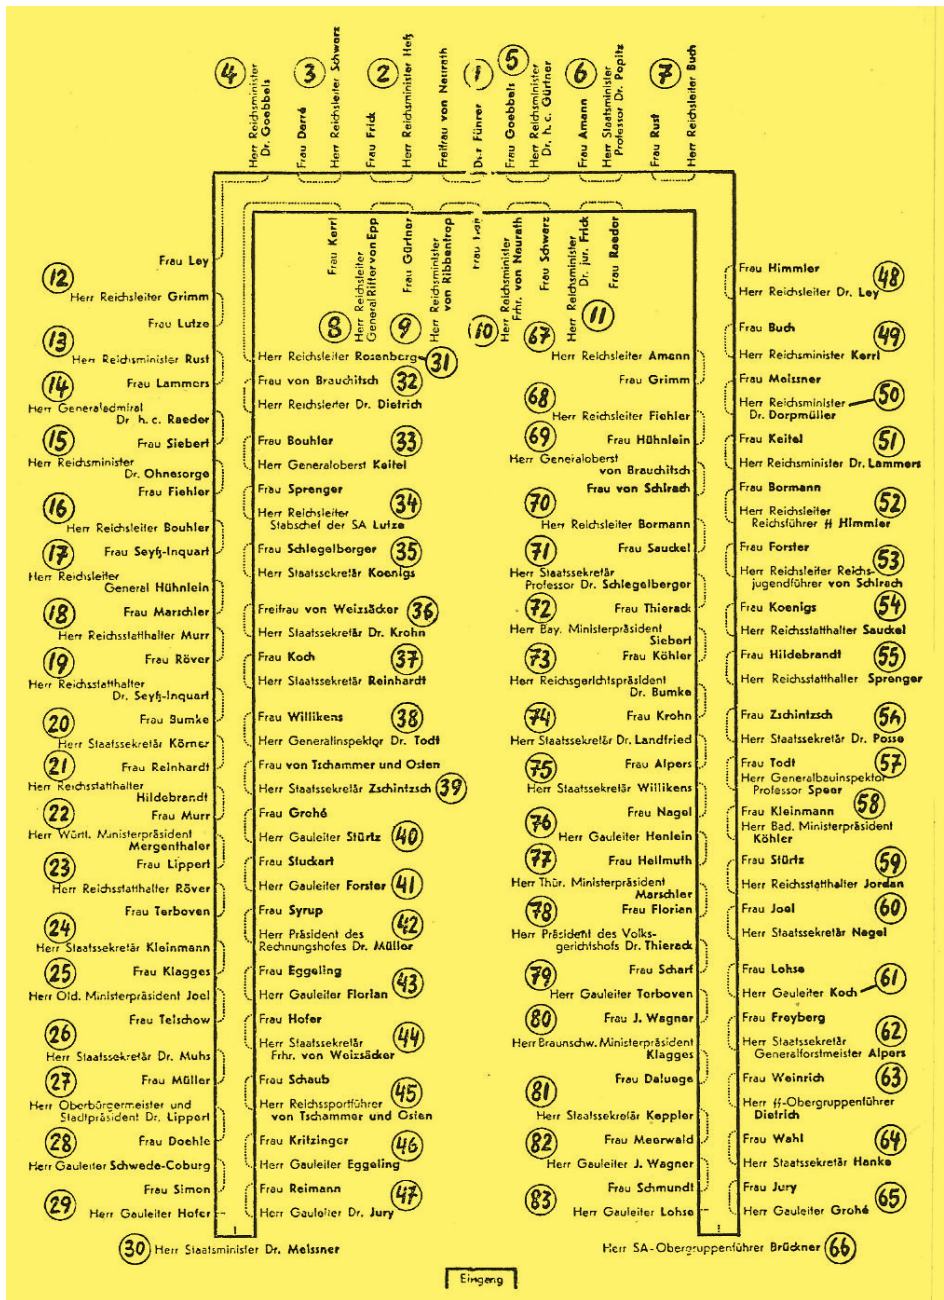 4
Herr Reichsminister
Dr. Goebbels
3
Frau Darré
Herr Reichsleiter Schwarz
2
Frau Frick
Herr Reichsminister Heß
Freifrau von Neurath
1
Der Führer
5
Frau Goebbels
Herr Reichsminister
Dr. h. c. Gürtner
6
Frau Amann
Herr Staatsminister
Professor Dr. Popitz
7
Frau Rust
Herr Reichsleiter Buch
Frau Kerrl
8
Herr Reichsleiter
General Ritter von Epp
Frau Gürtner
9
Herr Reichsminister
von Ribbentrop
Frau
10
Herr Reichsminister
Frhr. von Neurath
Frau Schwarz
67
Herr Reichsminister
Dr. jur. Frick
11
Frau Raeder
Frau Ley
12
Herr Reichsleiter Grimm
Frau Lutze
13
Herr Reichsminister Rust
Frau Lammers
14
Herr Generaladmiral
Dr. h. c. Raeder
15
Frau Siebert
Herr Reichsminister
Dr. Ohnesorge
Frau Fiehler
16
Herr Reichsleiter Bouhler
17
Frau Seyß-Inquart
Herr Reichsleiter
General Hühnlein
18
Frau Marschler
Herr Reichsstatthalter Murr
19
Frau Röver
Herr Reichsstatthalter
Dr. Seyß-Inquart
20
Frau Bumke
Herr Staatssekretär Körner
21
Frau Reinhardt
Herr Reichsstatthalter
Hildebrandt
22
Frau Murr
Herr Württ. Ministerpräsident
Mergenthaler
23
Frau Lippert
Herr Reichsstatthalter Röver
Frau Terboven
24
Herr Staatssekretär Kleinmann
25
Frau Klagges
Herr Old. Ministerpräsident Joel
Frau Telschow
26
Herr Staatssekretär Dr. Muhs
27
Frau Müller
Herr Oberbürgermeister und
Stadtpräsident Dr. Lippert
28
Frau Doehle
Herr Gauleiter Schwede-Coburg
Frau Simon
29
Herr Gauleiter Hofer
30 Herr Staatsminister Dr. Meissner
Herr Reichsleiter Rosenberg 31
Frau von Brauchitsch 32
Herr Reichsleiter Dr. Dietrich
Frau Bouhler 33
Herr Generaloberst Keitel
Frau Sprenger
Herr Reichsleiter 34
Stabschef der SA Lutze
Frau Schlegelberger 35
Herr Staatssekretär Koenigs
Freifrau von Weizsäcker 36
Herr Staatssekretär Dr. Krohn
Frau Koch 37
Herr Staatssekretär Reinhardt
Frau Willikens 38
Herr Generalinspektor Dr. Todt
Frau von Tschammer und Osten
Herr Staatssekretär Zschintzsch 39
Frau Grohé
Herr Gauleiter Stürtz 40
Frau Stuckart
Herr Gauleiter Forster 41
Frau Syrup 42
Herr Präsident des
Rechnungshofes Dr. Müller
Frau Eggeling 43
Herr Gauleiter Florian
Frau Hofer
Herr Staatssekretär 44
Frhr. von Weizsäcker
Frau Schaub
Herr Reichssportführer 45
von Tschammer und Osten
Frau Kritzinger
46
Herr Gauleiter Eggeling
Frau Reimann 47
Herr Gauleiter Dr. Jury
Herr Reichsleiter Amann
Frau Grimm
68
Herr Reichsleiter Fiehler
69
Frau Hühnlein
Herr Generaloberst
von Brauchitsch
Frau von Schirach
70
Herr Reichsleiter Bormann
71
Frau Sauckel
Herr Staatssekretär
Professor Dr. Schlegelberger
72
Frau Thierack
Herr Bay. Ministerpräsident
Siebert
73
Frau Köhler
Herr Reichsgerichtspräsident
Dr. Bumke
74
Frau Krohn
Herr Staatssekretär Dr. Landfried
75
Frau Alpers
Herr Staatssekretär Willikens
76
Frau Nagel
Herr Gauleiter Henlein
77
Frau Hellmuth
Herr Thür. Ministerpräsident
Marschler
78
Frau Florian
Herr Präsident des Volks-
gerichtshofs Dr. Thierack
79
Frau Scharf
Herr Gauleiter Terboven
80
Frau J. Wagner
Herr Braunschw. Ministerpräsident
Klagges
81
Frau Daluege
Herr Staatssekretär Keppler
82
Frau Meerwald
Herr Gauleiter J. Wagner
83
Frau Schmundt
Herr Gauleiter Lohse
Frau Himmler 48
Herr Reichsleiter Dr. Ley
Frau Buch 49
Herr Reichsminister Kerrl
Frau Meissner
Herr Reichsminister 50
Dr. Dorpmüller
Frau Keitel 51
Herr Reichsminister Dr. Lammers
Frau Bormann 52
Herr Reichsleiter
Reichsführer SS Himmler
Frau Forster 53
Herr Reichsleiter Reichs-
jugendführer von Schirach
Frau Koenigs 54
Herr Reichsstatthalter Sauckel
Frau Hildebrandt 55
Herr Reichsstatthalter Sprenger
Frau Zschintzsch 56
Herr Staatssekretär Dr. Posse
Frau Todt 57
Herr Generalbauinspektor
Professor Speer
Frau Kleinmann 58
Herr Bad. Ministerpräsident
Köhler
Frau Stürtz 59
Herr Reichsstatthalter Jordan
Frau Joel 60
Herr Staatssekretär Nagel
Frau Lohse 61
Herr Gauleiter Koch
Frau Freyberg
Herr Staatssekretär 62
Generalforstmeister Alpers
Frau Weinrich 63
Herr SS-Obergruppenführer
Dietrich
Frau Wahl 64
Herr Staatssekretär Hanke
Frau Jury 65
Herr Gauleiter Grohé
Herr SA-Obergruppenführer Brückner 66
Eingang